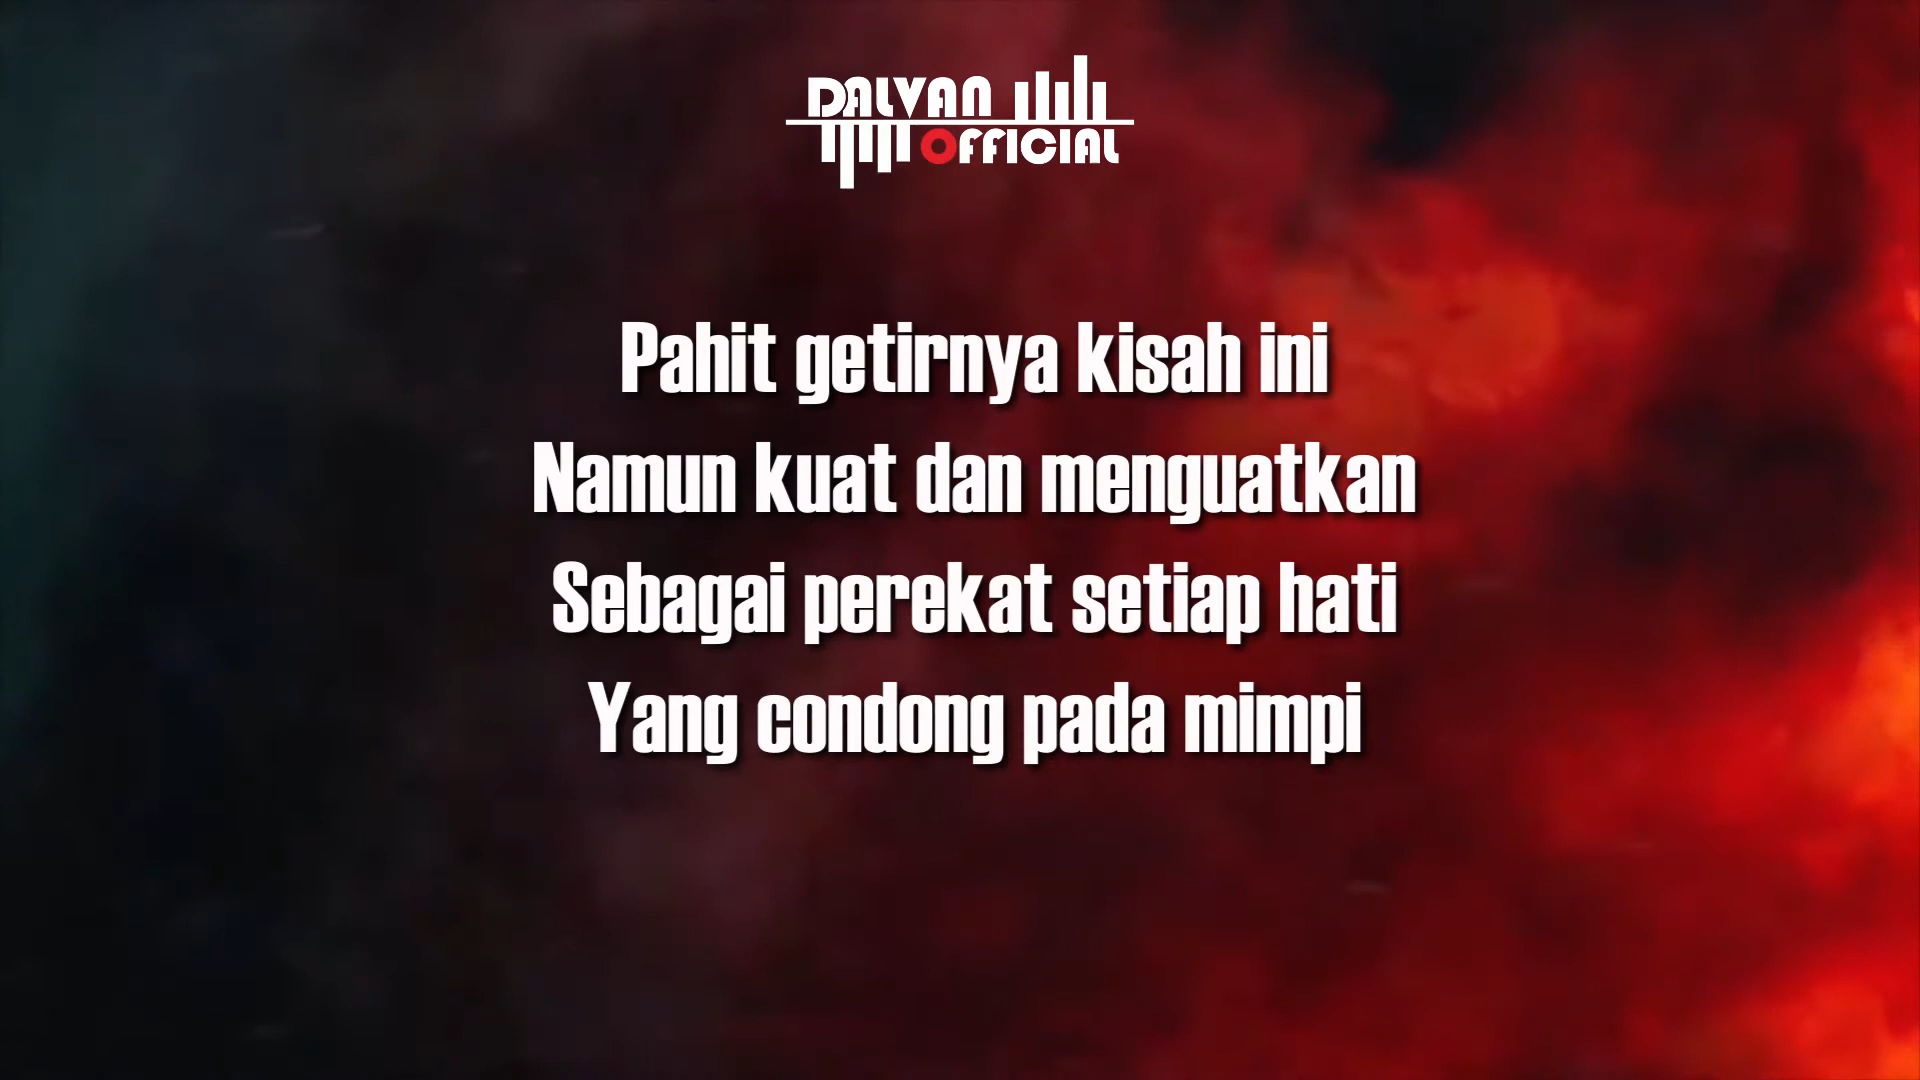 DALVAN
OFFICIAL
Pahit getirnya kisah ini
Namun kuat dan menguatkan
Sebagai perekat setiap hati
Yang condong pada mimpi